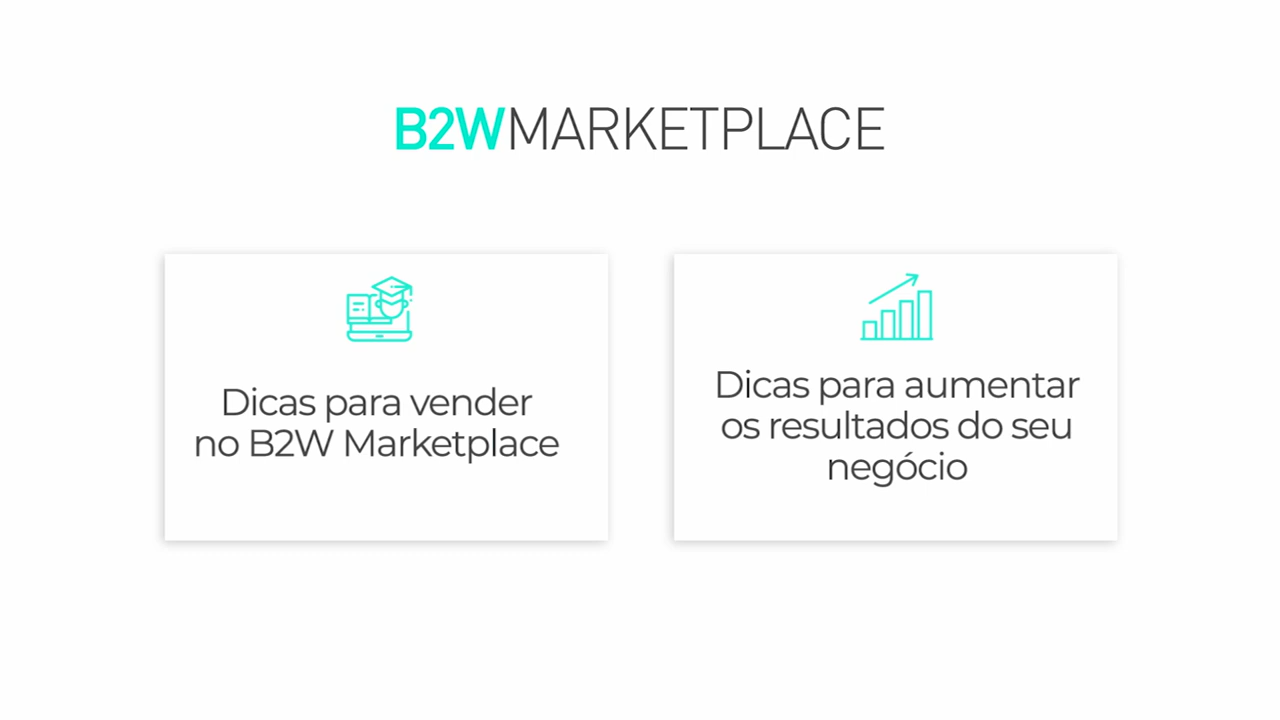 B2WMARKETPLACE
Dicas para vender
no B2W Marketplace
Dicas para aumentar
os resultados do seu
negócio